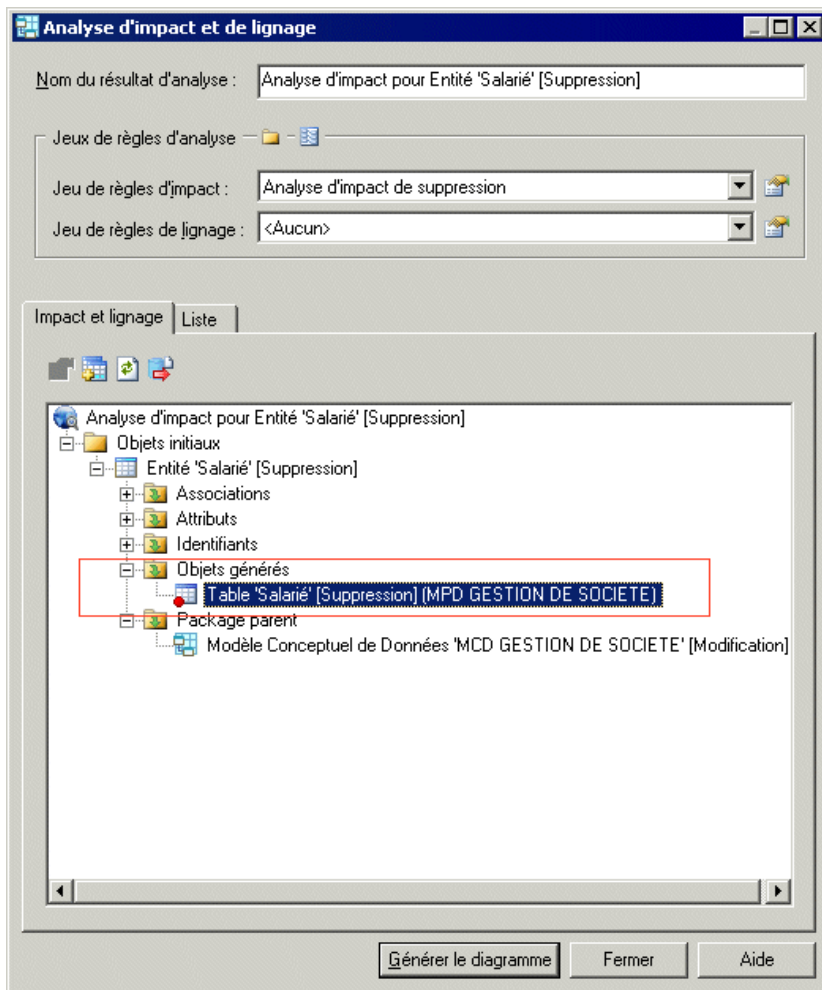 Analyse d'impact et de lignage
Nom du résultat d'analyse : Analyse d'impact pour Entité 'Salarié' [Suppression]
Jeux de règles d'analyse
Jeu de règles d'impact : Analyse d'impact de suppression
Jeu de règles de lignage : <Aucun>
Impact et lignage Liste
Analyse d'impact pour Entité 'Salarié' [Suppression]
Objets initiaux
Entité 'Salarié' [Suppression]
Associations
Attributs
Identifiants
Objets générés
Table 'Salarié' [Suppression] (MPD GESTION DE SOCIETE)
Package parent
Modèle Conceptuel de Données 'MCD GESTION DE SOCIETE' [Modification]
Générer le diagramme Fermer Aide